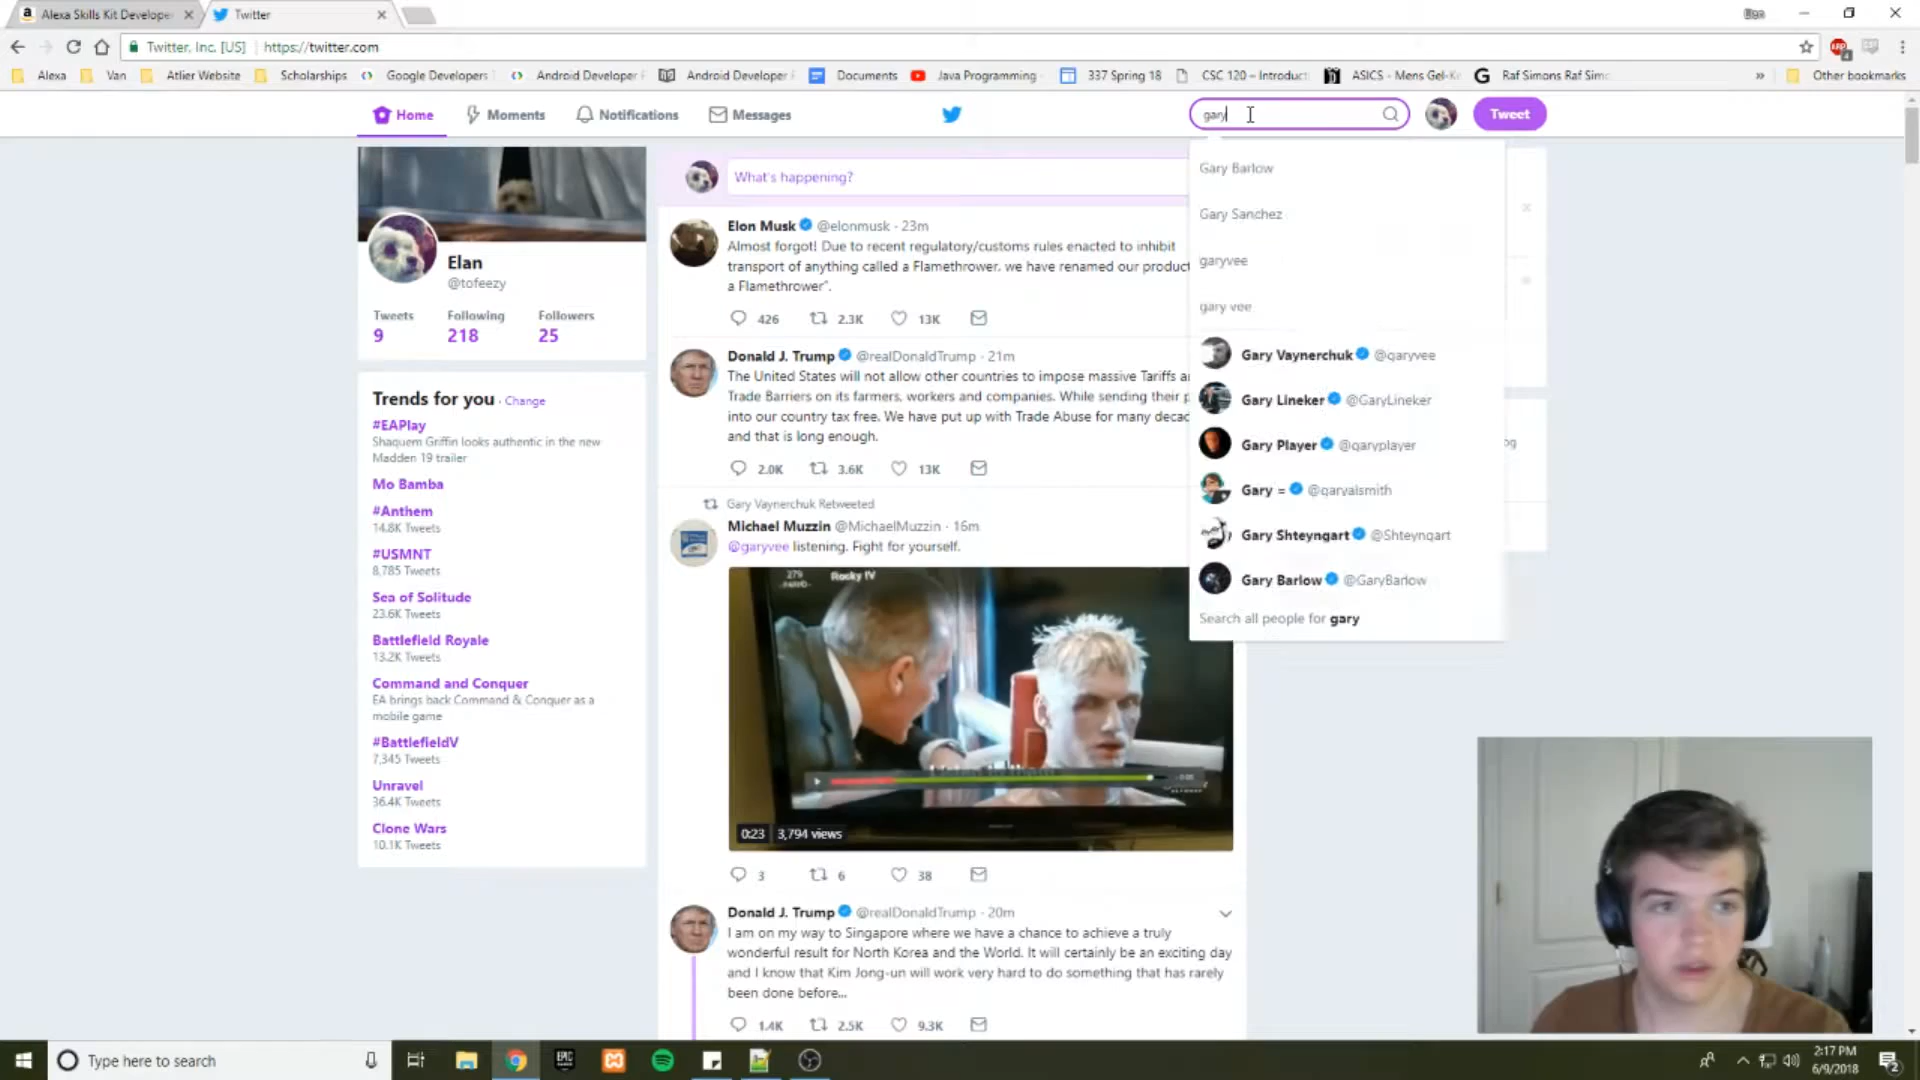 Alexa Skills Kit Develope
Twitter
Elan
Twitter, Inc. [US]
https://twitter.com
Alexa
Van
Atlier Website
Scholarships
Google Developers
Android Developer
Android Developer
Documents
Java Programming
337 Spring 18
CSC 120 – Introduct
ASICS - Mens Gel-K
Raf Simons Raf Sim
»
Other bookmarks
Home
Moments
Notifications
Messages
gary
Tweet
What's happening?
Elan
@tofeezy
Tweets
Following
Followers
9
218
25
Trends for you · Change
#EAPlay
Shaquem Griffin looks authentic in the new
Madden 19 trailer
Mo Bamba
#Anthem
14.8K Tweets
#USMNT
8,785 Tweets
Sea of Solitude
23.6K Tweets
Battlefield Royale
13.2K Tweets
Command and Conquer
EA brings back Command & Conquer as a
mobile game
#BattlefieldV
7,345 Tweets
Unravel
36.4K Tweets
Clone Wars
10.1K Tweets
Elon Musk @elonmusk · 23m
Almost forgot! Due to recent regulatory/customs rules enacted to inhibit
transport of anything called a Flamethrower, we have renamed our product
a Flamethrower".
426
2.3K
13K
Donald J. Trump @realDonaldTrump · 21m
The United States will not allow other countries to impose massive Tariffs a
Trade Barriers on its farmers, workers and companies. While sending their p
into our country tax free. We have put up with Trade Abuse for many decad
and that is long enough.
2.0K
3.6K
13K
Gary Vaynerchuk Retweeted
Michael Muzzin @MichaelMuzzin · 16m
@garyvee listening. Fight for yourself.
279
Rocky IV
0:23
3,794 views
3
6
38
Donald J. Trump @realDonaldTrump · 20m
I am on my way to Singapore where we have a chance to achieve a truly
wonderful result for North Korea and the World. It will certainly be an exciting day
and I know that Kim Jong-un will work very hard to do something that has rarely
been done before...
1.4K
2.5K
9.3K
Gary Barlow
Gary Sanchez
garyvee
gary vee
Gary Vaynerchuk @garyvee
Gary Lineker @GaryLineker
Gary Player @garyplayer
Gary = @garyalsmith
Gary Shteyngart @Shteyngart
Gary Barlow @GaryBarlow
Search all people for gary
Type here to search
EPIC
2:17 PM
6/9/2018
2